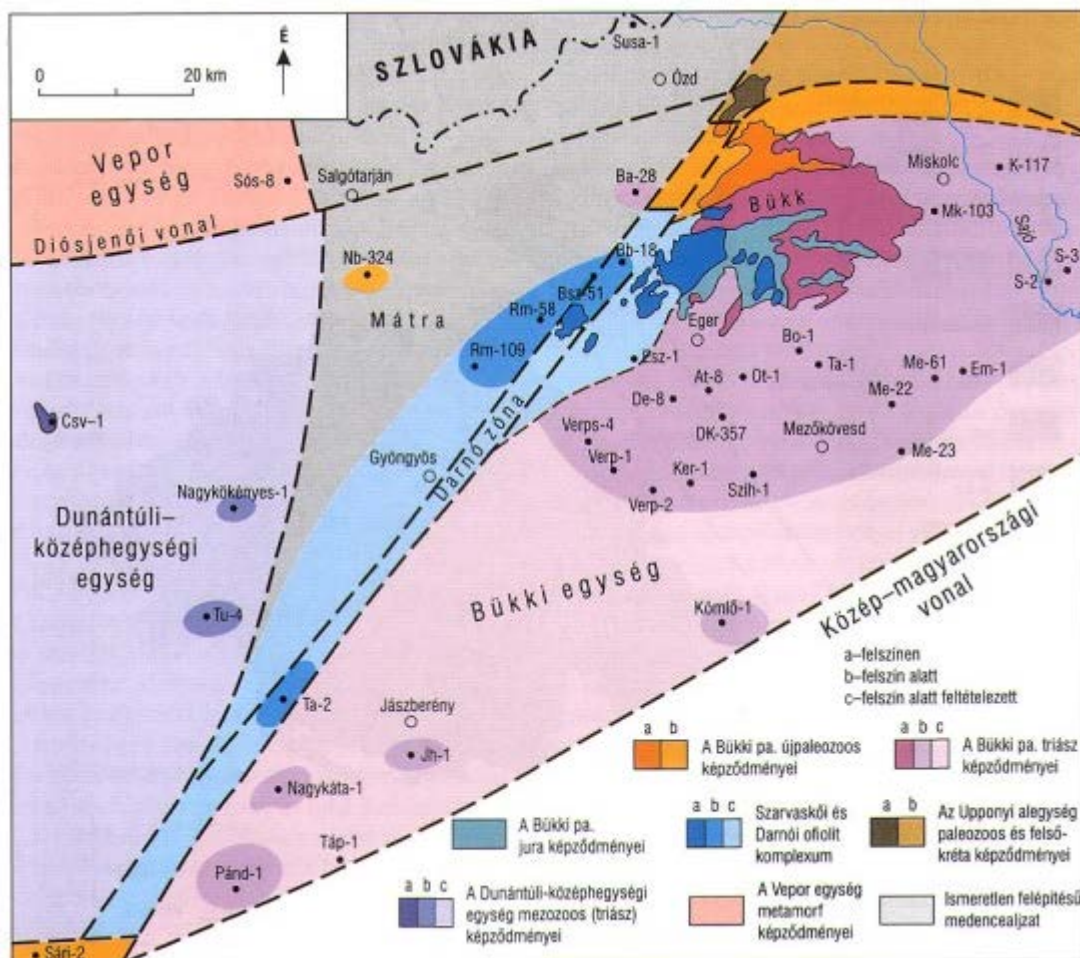 É
0 20 km
SZLOVÁKIA
Susa-1
Ózd
Vepor
egység
Sós-8
Salgótarján
Ba-28
Miskolc
K-117
Bükk
Mk-103
Sajó
Diósjenői vonal
Nb-324
Bb-18
S-3
S-2
Mátra
Bsz-51
Rm-58
Eger
Rm-109
Bo-1
Esz-1
At-8
Ot-1
Ta-1
Me-61
Em-1
De-8
Me-22
Csv-1
Verps-4
DK-357
Mezőkövesd
Gyöngyös
Darnó zóna
Verp-1
Ker-1
Me-23
Nagykökényes-1
Verp-2
Szih-1
Dunántúli–
középhegységi
egység
Bükki egység
Közép–magyarországi
vonal
Tu-4
Kömlő-1
a–felszínen
b–felszín alatt
c–felszín alatt feltételezett
Ta-2
Jászberény
Jh-1
Nagykáta-1
Táp-1
Pánd-1
Sári-2
a b
A Bükki pa. újpaleozoos
képződményei
a b c
A Bükki pa. triász
képződményei
A Bükki pa.
jura képződményei
a b c
Szarvaskői és
Darnói ofiolit
komplexum
a b
Az Upponyi alegység
paleozoos és felső-
kréta képződményei
a b c
A Dunántúli-középhegységi
egység mezozoos (triász)
képződményei
A Vepor egység
metamorf
képződményei
Ismeretlen felépítésű
medencealjzat